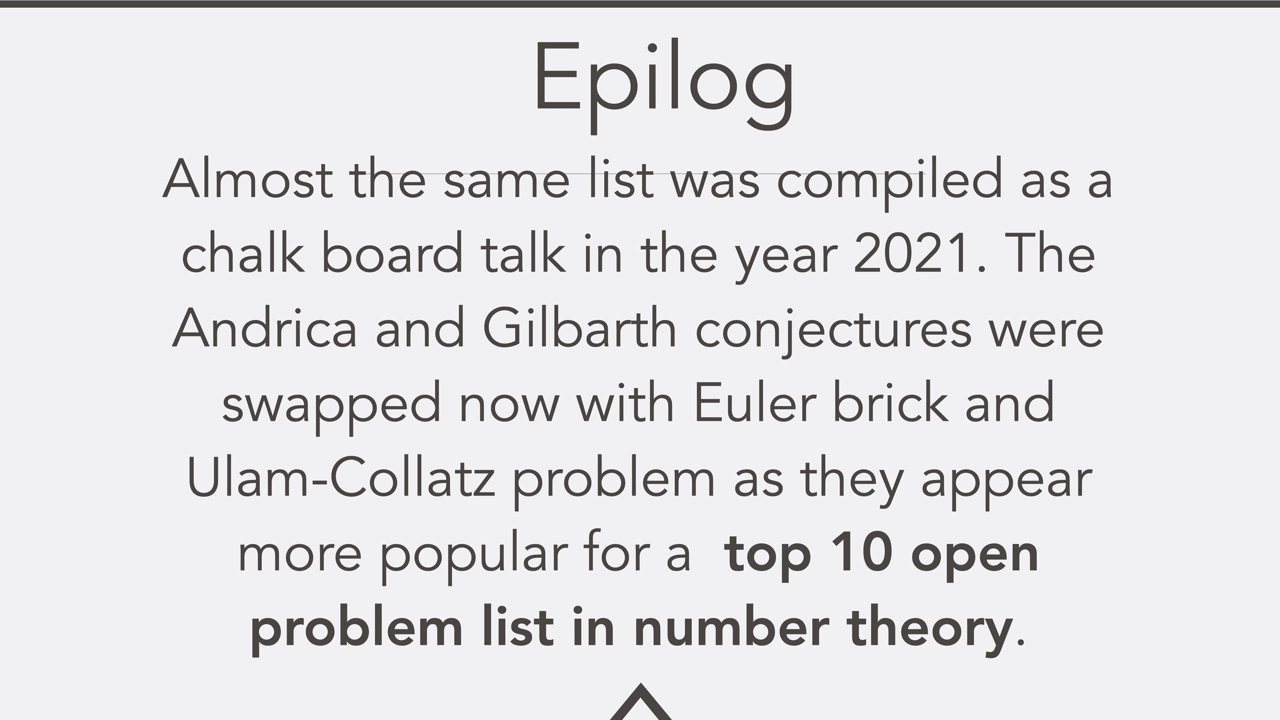 Epilog
Almost the same list was compiled as a
chalk board talk in the year 2021. The
Andrica and Gilbarth conjectures were
swapped now with Euler brick and
Ulam-Collatz problem as they appear
more popular for a  top 10 open
problem list in number theory.